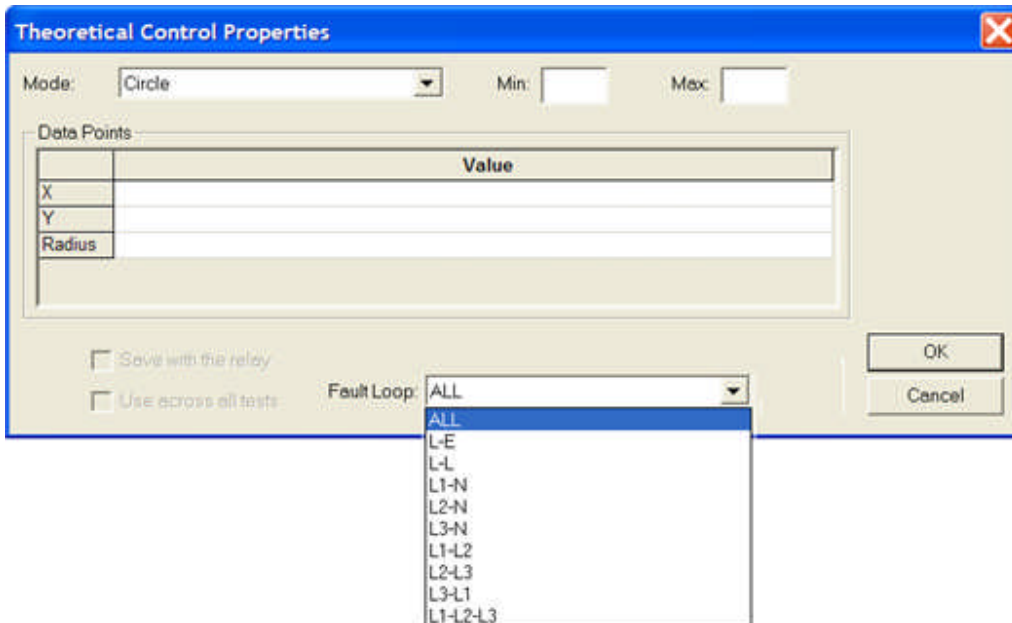 Theoretical Control Properties
Mode: Circle Min: Max:
Data Points
Value
X
Y
Radius
Save with the relay
Use across all tests
Fault Loop: ALL
OK
Cancel
ALL
L-E
L-L
L1-N
L2-N
L3-N
L1-L2
L2-L3
L3-L1
L1-L2-L3